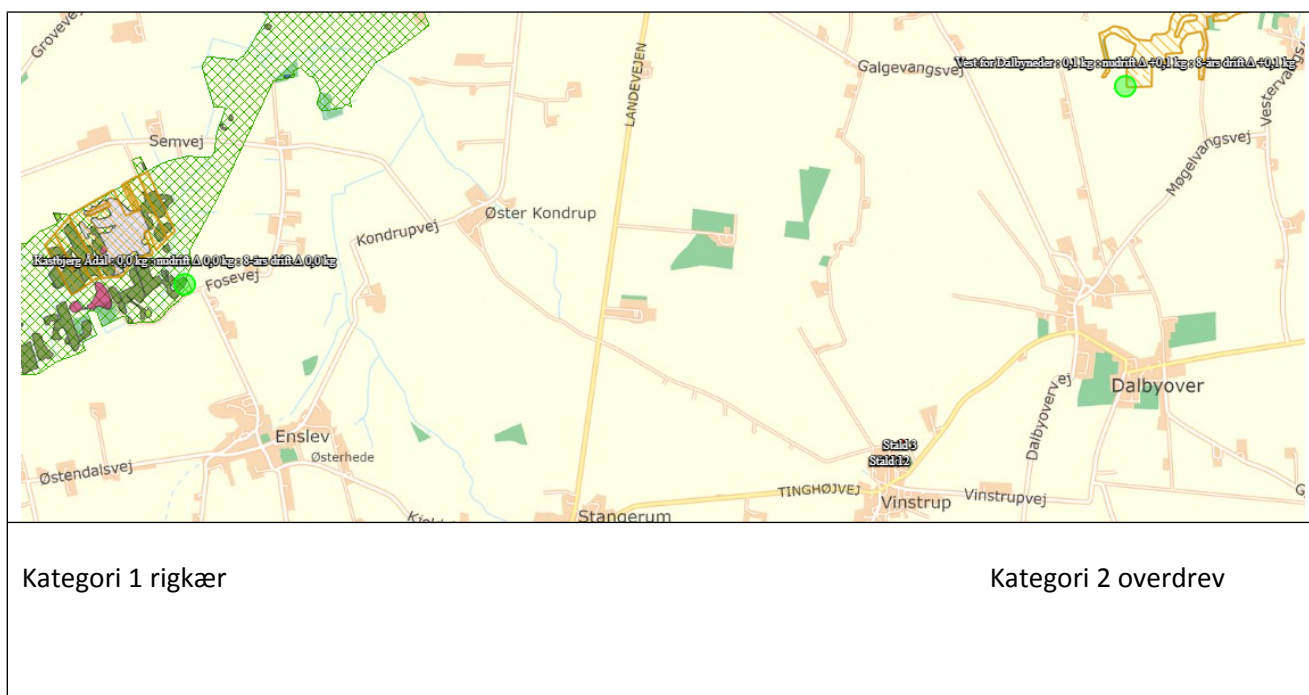 Grovevej
Galgevangsvej
Vest for Dalbyneder : 0,1 kg : nudrift Δ +0,1 kg : 8-års drift Δ +0,1 kg
Vestervangsvej
LANDEVEJEN
Semvej
Møgelvangsvej
Øster Kondrup
Kondrupvej
Kastbjerg Ådal : 0,0 kg : nudrift Δ 0,0 kg : 8-års drift Δ 0,0 kg
Fosevej
Dalbyover
Dalbyovervej
Enslev
Østerhede
Østendalsvej
Stald 3
Stald 1 2
TINGHØJVEJ
Vinstrup
Vinstrupvej
Stangerum
Kategori 1 rigkær
Kategori 2 overdrev